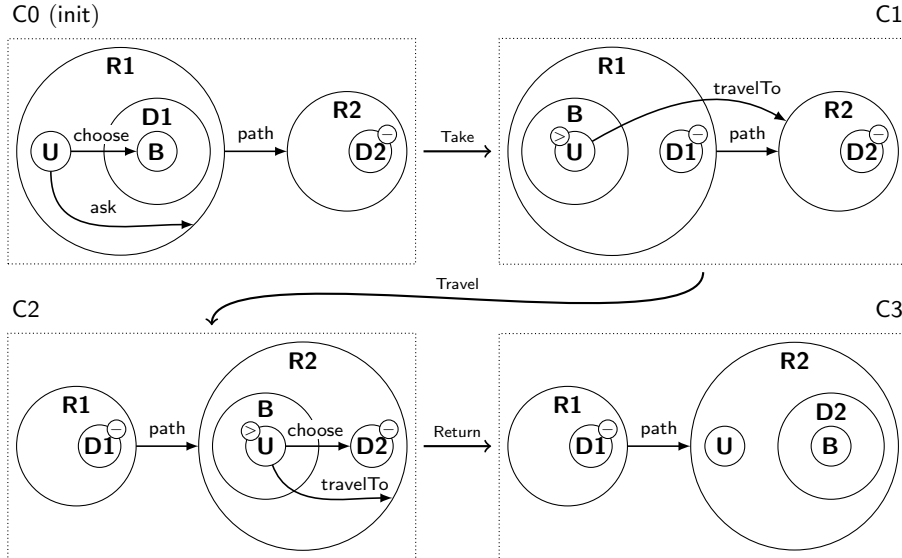 C0 (init)
C1
R1
D1
U
choose
B
ask
path
R2
D2
−
Take
R1
B
>
U
D1
−
travelTo
path
R2
D2
−
Travel
C2
C3
R1
D1
−
path
R2
B
>
U
choose
D2
−
travelTo
Return
R1
D1
−
path
R2
U
D2
B